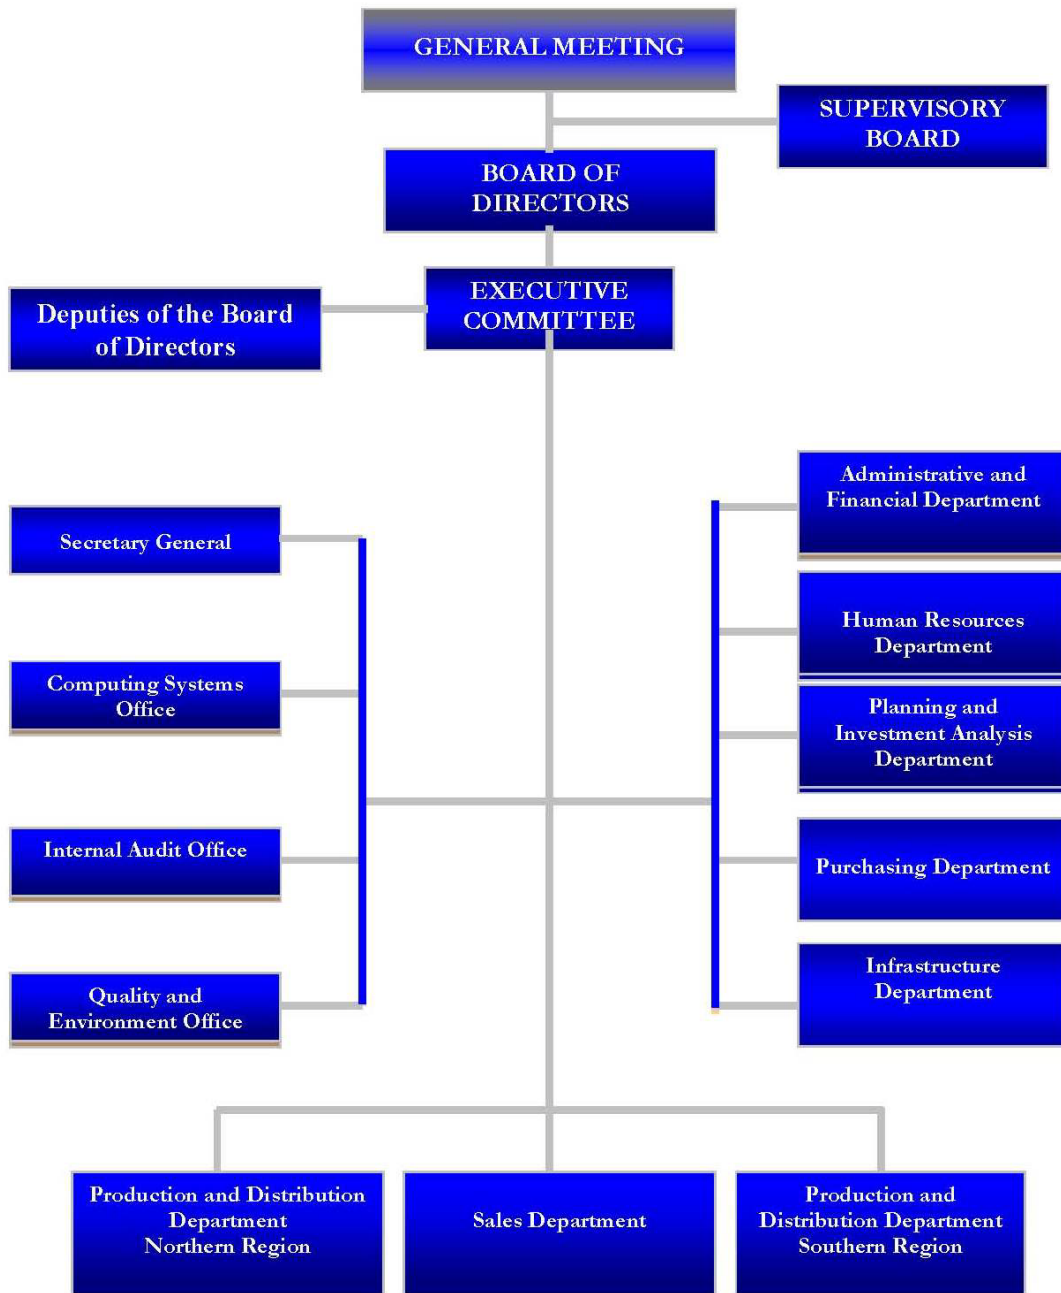 GENERAL MEETING
SUPERVISORY
BOARD
BOARD OF
DIRECTORS
EXECUTIVE
COMMITTEE
Deputies of the Board
of Directors
Administrative and
Financial Department
Secretary General
Human Resources
Department
Computing Systems
Office
Planning and
Investment Analysis
Department
Internal Audit Office
Purchasing Department
Quality and
Environment Office
Infrastructure
Department
Production and Distribution
Department
Northern Region
Sales Department
Production and
Distribution Department
Southern Region